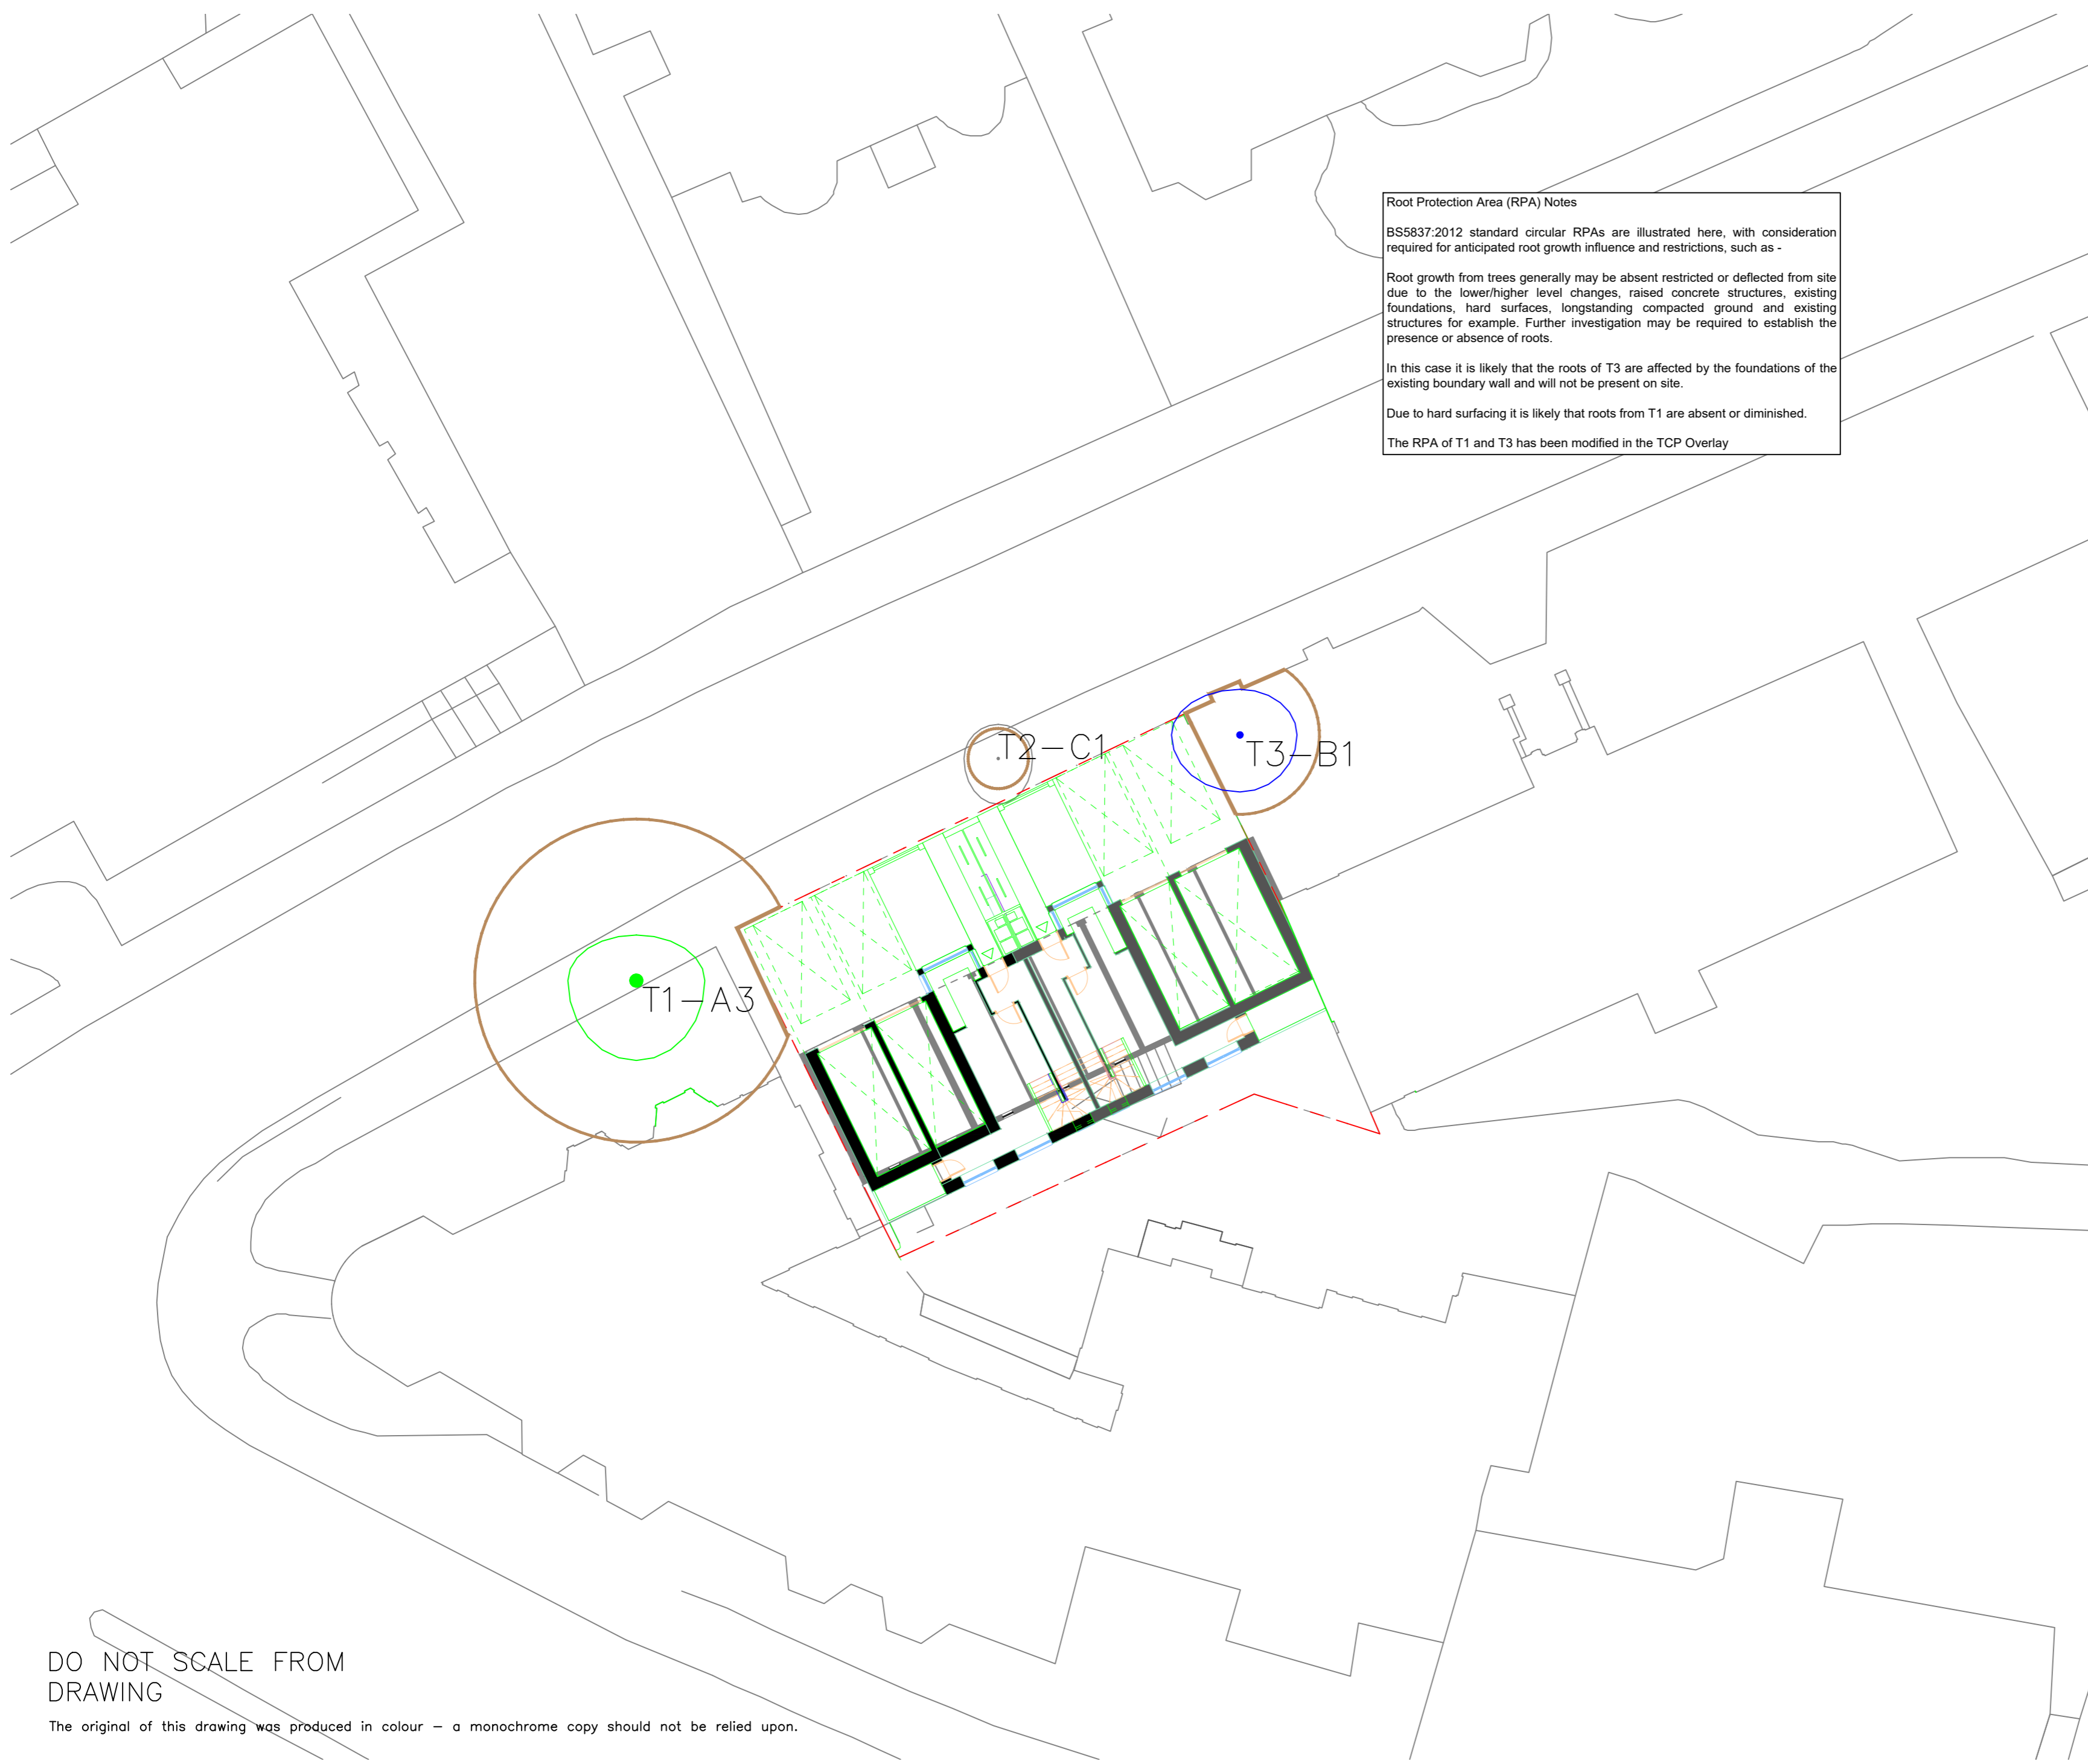 Root Protection Area (RPA) Notes
BS5837:2012 standard circular RPAs are illustrated here, with consideration
required for anticipated root growth influence and restrictions, such as -
Root growth from trees generally may be absent restricted or deflected from site
due to the lower/higher level changes, raised concrete structures, existing
foundations, hard surfaces, longstanding compacted ground and existing
structures for example. Further investigation may be required to establish the
presence or absence of roots.
In this case it is likely that the roots of T3 are affected by the foundations of the
existing boundary wall and will not be present on site.
Due to hard surfacing it is likely that roots from T1 are absent or diminished.
The RPA of T1 and T3 has been modified in the TCP Overlay
T2-C1
T3-B1
T1-A3
DO NOT SCALE FROM
DRAWING
The original of this drawing was produced in colour – a monochrome copy should not be relied upon.